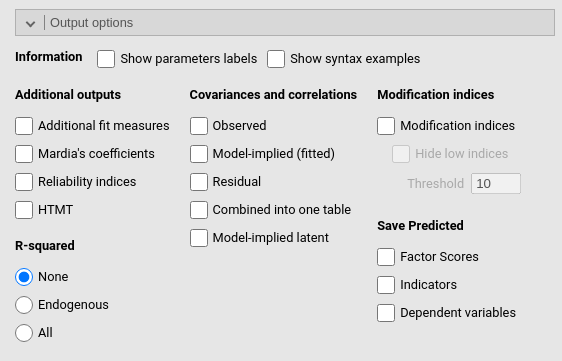 Output options
Information
Show parameters labels
Show syntax examples
Additional outputs
Additional fit measures
Mardia's coefficients
Reliability indices
HTMT
R-squared
None
Endogenous
All
Covariances and correlations
Observed
Model-implied (fitted)
Residual
Combined into one table
Model-implied latent
Modification indices
Modification indices
Hide low indices
Threshold 10
Save Predicted
Factor Scores
Indicators
Dependent variables